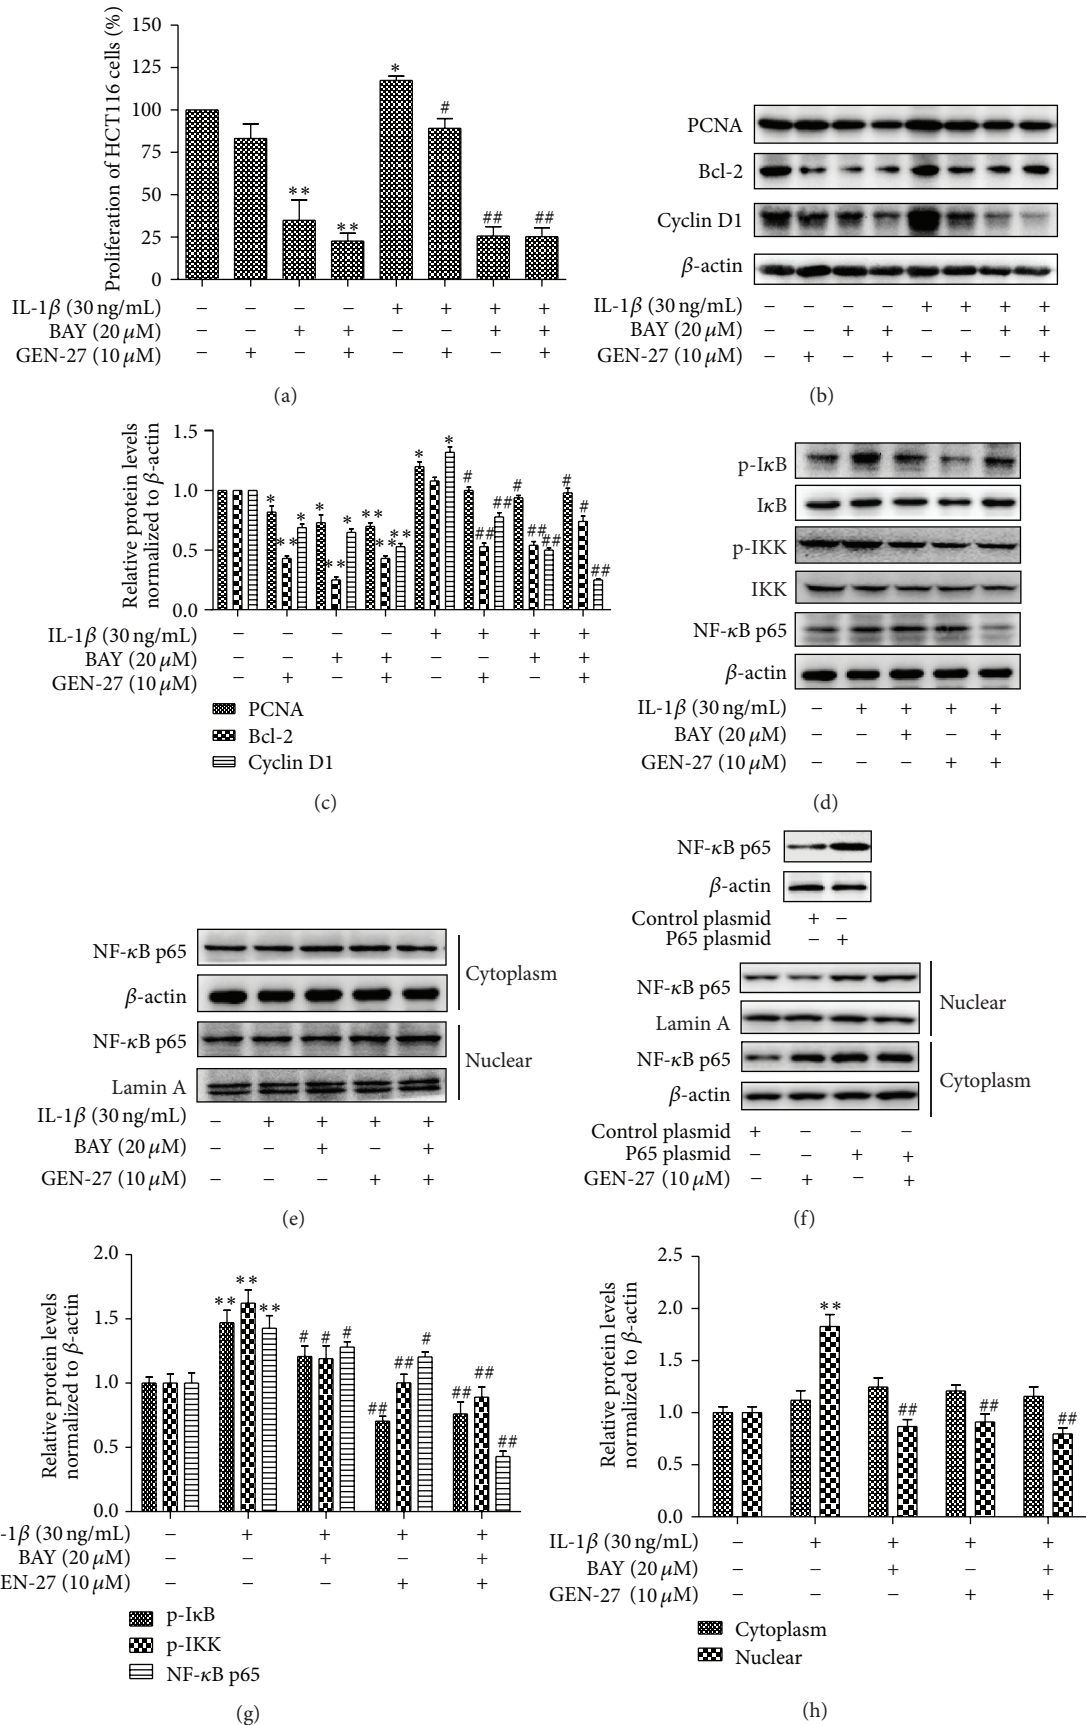 150
125
100
75
50
25
0
Proliferation of HCT116 cells (%)
** ** * # ## ##
IL-1β (30 ng/mL) − − − − + + + +
BAY (20 μM) − − + + − − + +
GEN-27 (10 μM) − + − + − + − +
(a)
PCNA
Bcl-2
Cyclin D1
β-actin
IL-1β (30 ng/mL) − − − − + + + +
BAY (20 μM) − − + + − − + +
GEN-27 (10 μM) − + − + − + − +
(b)
Relative protein levels
normalized to β-actin
1.5
1.0
0.5
0.0
* ** * * ** * ** ** ** * * # ## ## # ## ## # # ##
IL-1β (30 ng/mL) − − − − + + + +
BAY (20 μM) − − + + − − + +
GEN-27 (10 μM) − + − + − + − +
PCNA
Bcl-2
Cyclin D1
(c)
p-IκB
IκB
p-IKK
IKK
NF-κB p65
β-actin
IL-1β (30 ng/mL) − + + + +
BAY (20 μM) − − + − +
GEN-27 (10 μM) − − − + +
(d)
NF-κB p65
β-actin
Cytoplasm
NF-κB p65
Lamin A
Nuclear
IL-1β (30 ng/mL) − + + + +
BAY (20 μM) − − + − +
GEN-27 (10 μM) − − − + +
(e)
NF-κB p65
β-actin
Control plasmid + −
P65 plasmid − +
NF-κB p65
Lamin A
Nuclear
NF-κB p65
β-actin
Cytoplasm
Control plasmid + − − −
P65 plasmid − − + +
GEN-27 (10 μM) − + − +
(f)
Relative protein levels
normalized to β-actin
2.0
1.5
1.0
0.5
0.0
** ** ** # # # ## ## # ## ## ##
-1β (30 ng/mL) − + + + +
BAY (20 μM) − − + − +
EN-27 (10 μM) − − − + +
p-IκB
p-IKK
NF-κB p65
(g)
Relative protein levels
normalized to β-actin
2.5
2.0
1.5
1.0
0.5
0.0
** ## ## ##
IL-1β (30 ng/mL) − + + + +
BAY (20 μM) − − + − +
GEN-27 (10 μM) − − − + +
Cytoplasm
Nuclear
(h)